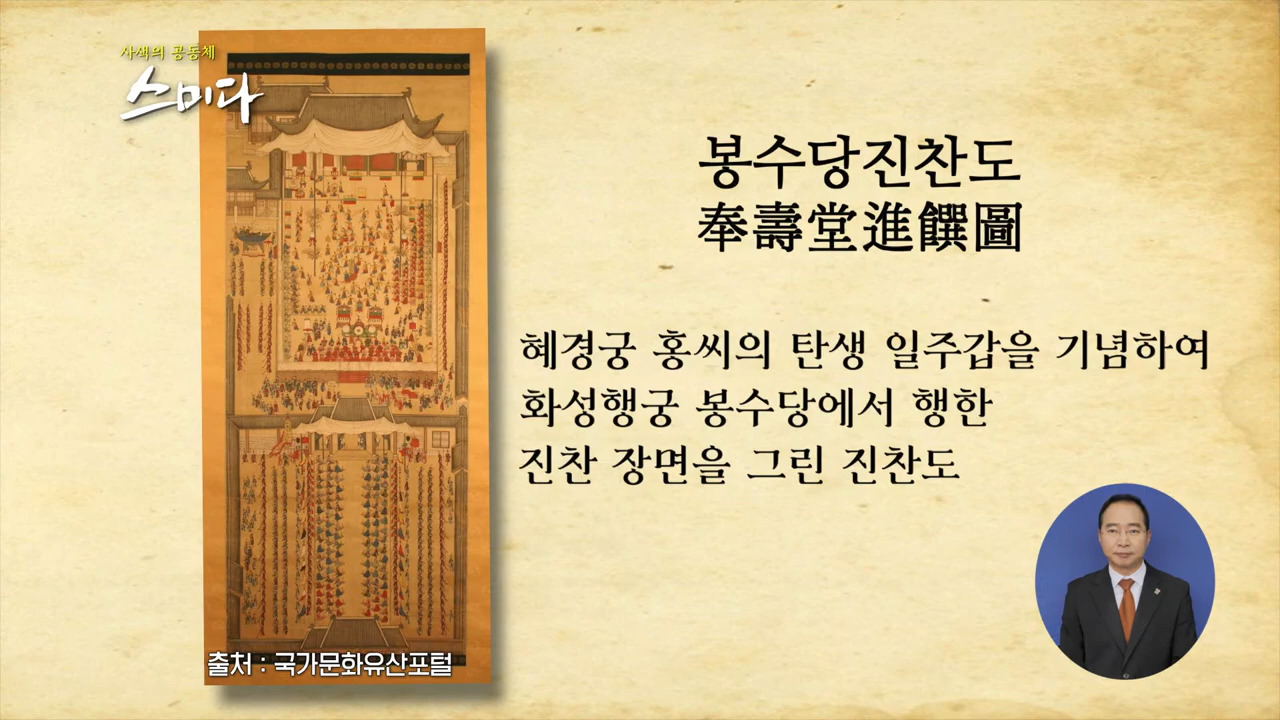 사색의 공동체
스미다
봉수당진찬도
奉壽堂進饌圖
혜경궁 홍씨의 탄생 일주갑을 기념하여
화성행궁 봉수당에서 행한
진찬 장면을 그린 진찬도
출처 : 국가문화유산포털